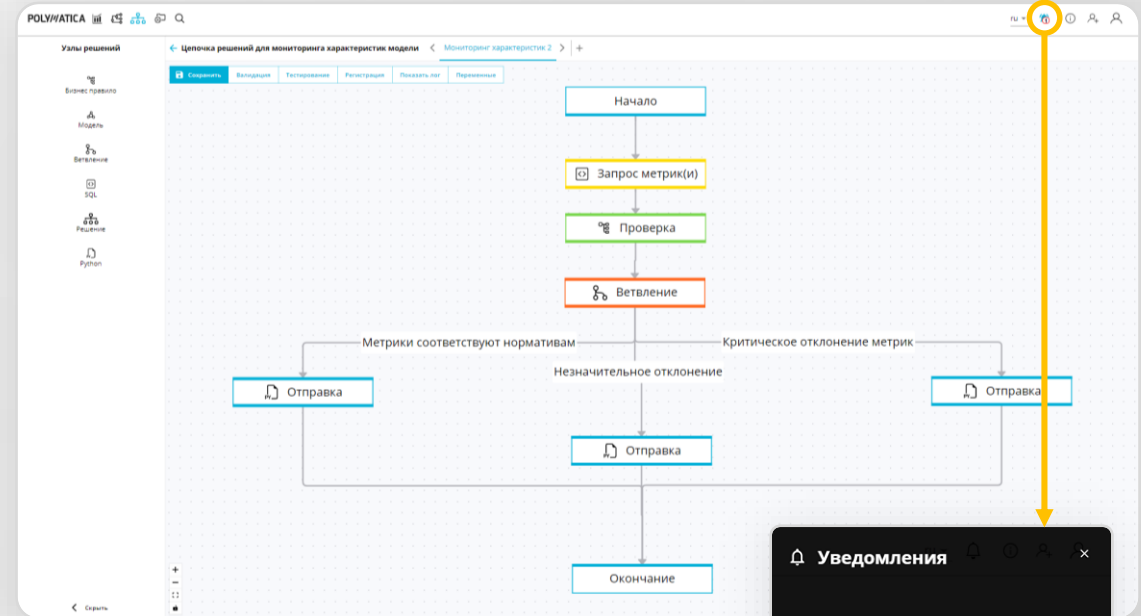 POLYMATICA
ru
Узлы решений
Цепочка решений для мониторинга характеристик модели
Мониторинг характеристик 2
Сохранить
Валидация
Тестирование
Регистрация
Показать лог
Переменные
Бизнес правило
Модель
Ветвление
SQL
Решение
Python
Начало
Запрос метрик(и)
Проверка
Ветвление
Метрики соответствуют нормативам
Критическое отклонение метрик
Незначительное отклонение
Отправка
Отправка
Отправка
Окончание
Уведомления
Скрыть